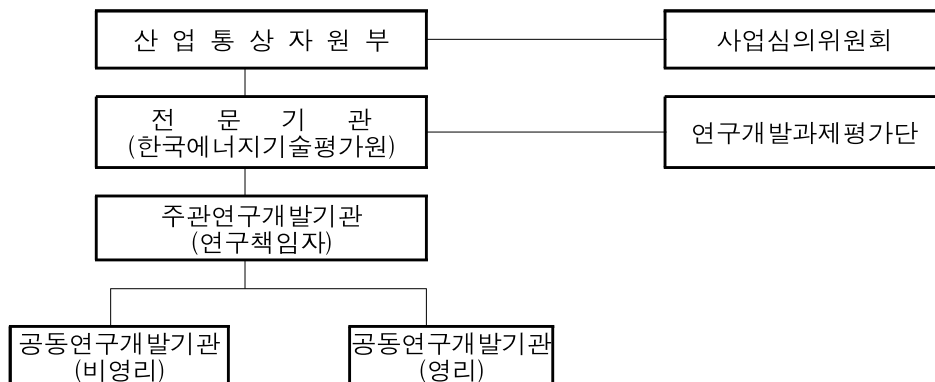 산 업 통 상 자 원 부
사업심의위원회
전 문 기 관
(한국에너지기술평가원)
연구개발과제평가단
주관연구개발기관
(연구책임자)
공동연구개발기관
(비영리)
공동연구개발기관
(영리)